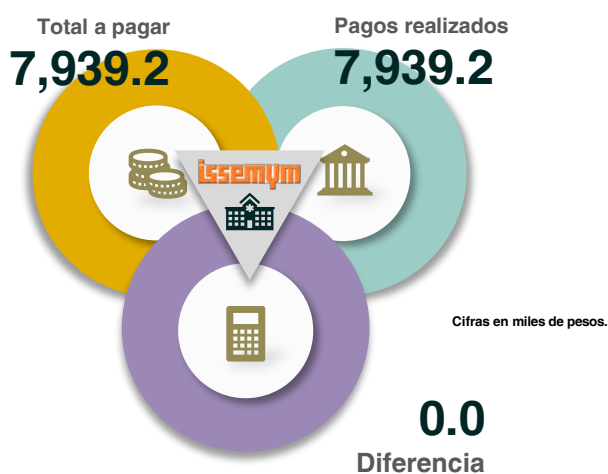 Total a pagar
7,939.2
Pagos realizados
7,939.2
issemym
Cifras en miles de pesos.
0.0
Diferencia